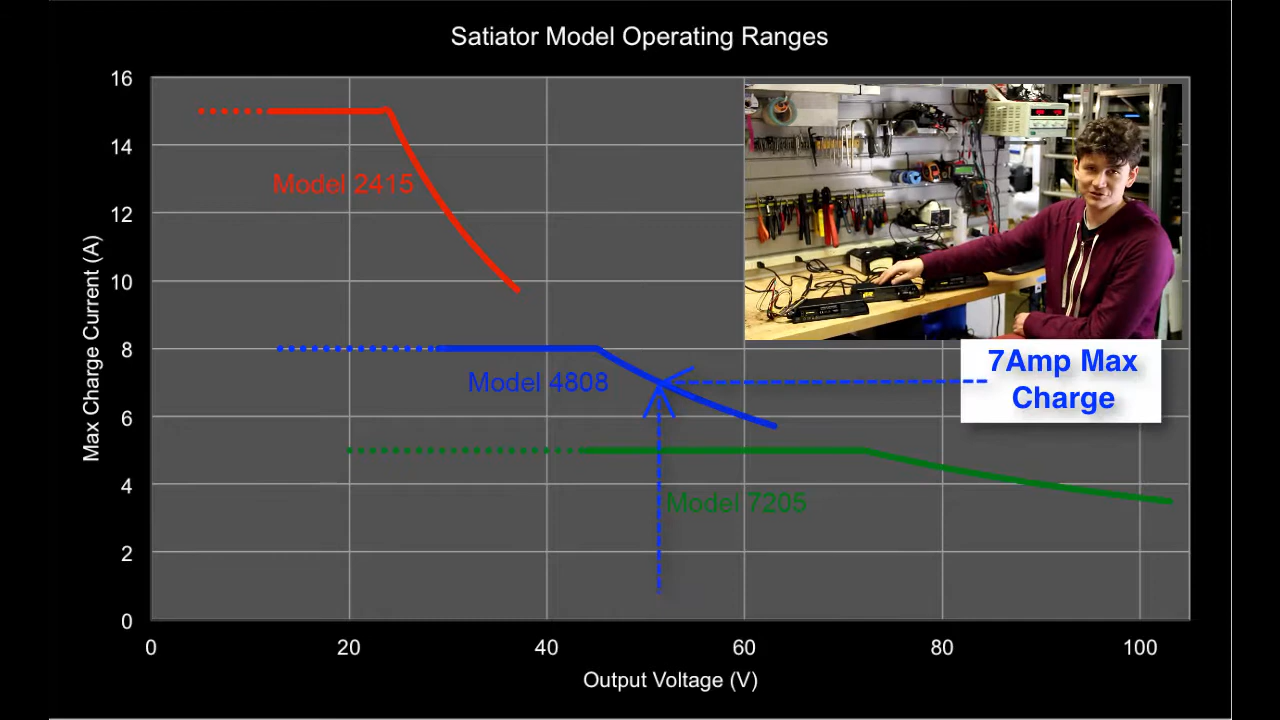 Satiator Model Operating Ranges
16
14
12
10
8
6
4
2
0
Max Charge Current (A)
Model 2415
Model 4808
Model 7205
7Amp Max
Charge
0 20 40 60 80 100
Output Voltage (V)